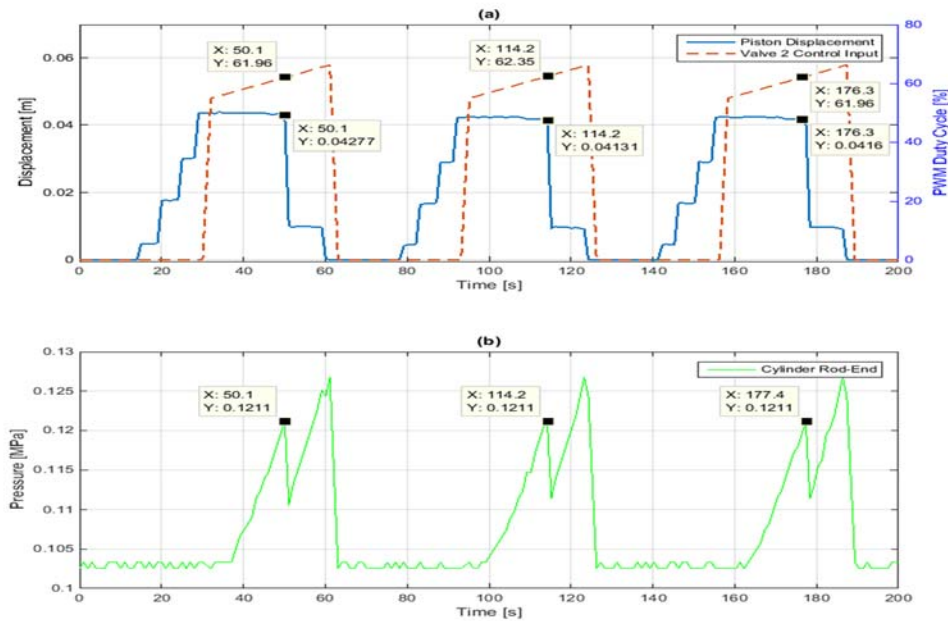 (a)
0.06
0.04
0.02
0
Displacement [m]
80
60
40
20
0
PWM Duty Cycle [%]
Piston Displacement
Valve 2 Control Input
X: 50.1
Y: 61.96
X: 50.1
Y: 0.04277
X: 114.2
Y: 62.35
X: 114.2
Y: 0.04131
X: 176.3
Y: 61.96
X: 176.3
Y: 0.0416
0 20 40 60 80 100 120 140 160 180 200
Time [s]
(b)
0.13
0.125
0.12
0.115
0.11
0.105
0.1
Pressure [MPa]
Cylinder Rod-End
X: 50.1
Y: 0.1211
X: 114.2
Y: 0.1211
X: 177.4
Y: 0.1211
0 20 40 60 80 100 120 140 160 180 200
Time [s]